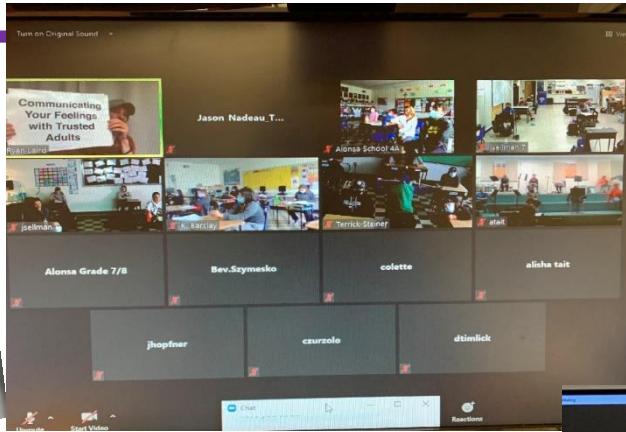 Turn on Original Sound
Communicating
Your Feelings
with Trusted
Adults
Ryan Laird
Jason Nadeau_T...
Alonsa School 4A
jsellman
K. Barclay
Terrick-Steiner
atait
Alonsa Grade 7/8
Bev.Szymesko
colette
alisha tait
jhopfner
czurzolo
dtimlick
Unmute
Start Video
Chat
Reactions